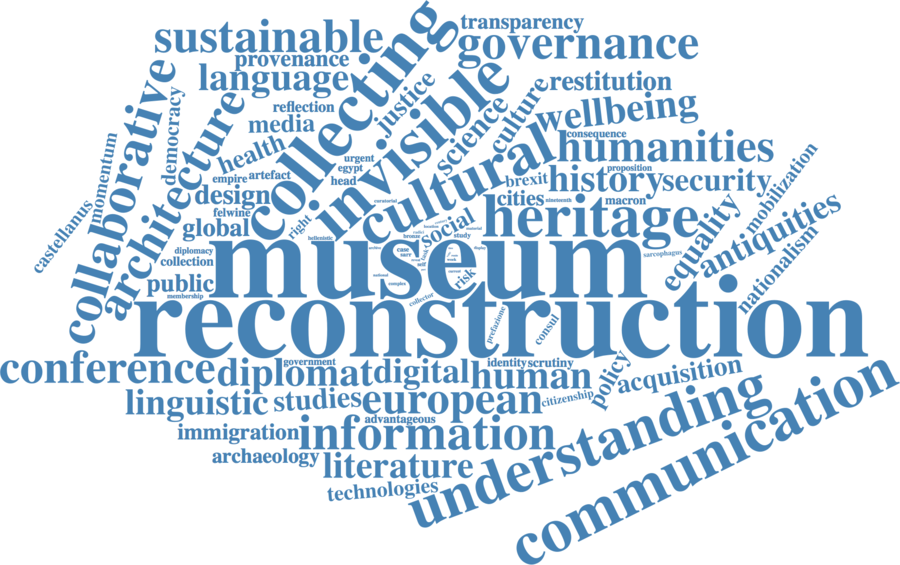 transparency
sustainable
governance
provenance
collecting
language
restitution
collaborative
reflection
justice
invisible
culture
wellbeing
democracy
media
science
consequence
architecture
health
urgent
cultural
humanities
egypt
proposition
momentum
empire
artefact
head
brexit
history
security
mobilization
design
curatorial
cities
nineteenth
macron
castellamus
felwine
right
heritage
equality
antiquities
global
social
study
hellenistic
museum
diplomacy
collection
sarcophagus
nationalism
public
risk
membership
collector
reconstruction
prefazione
consul
conference
diplomat
government
digital
human
identity
scrutiny
policy
acquisition
linguistic
studies
european
citizenship
advantageous
immigration
information
understanding
archaeology
literature
communication
technologies